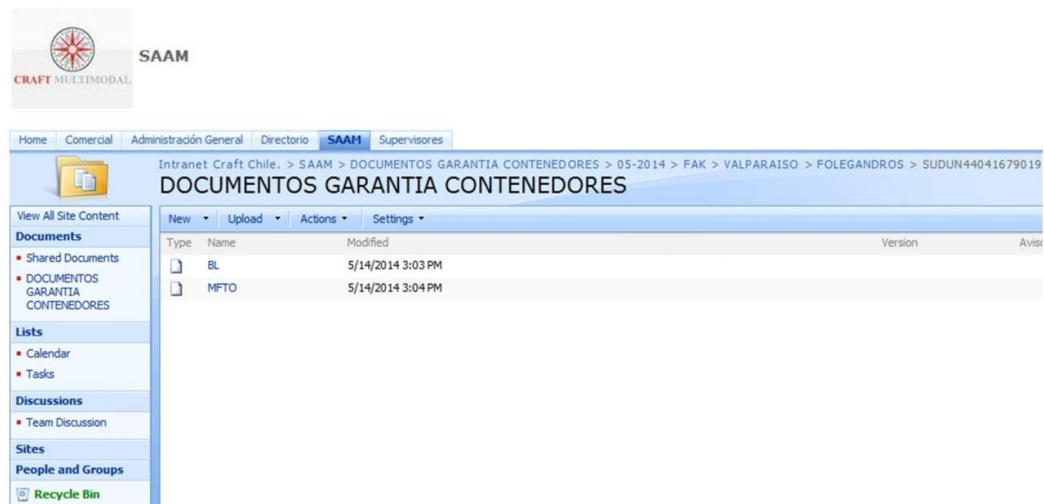 SAAM
CRAFT MULTIMODAL
Home Comercial Administración General Directorio SAAM Supervisores
Intranet Craft Chile. > SAAM > DOCUMENTOS GARANTIA CONTENEDORES > 05-2014 > FAK > VALPARAISO > FOLEGANDROS > SUDUN44041679019
DOCUMENTOS GARANTIA CONTENEDORES
View All Site Content
New Upload Actions Settings
Documents
Type Name Modified Version Aviso
Shared Documents
BL 5/14/2014 3:03 PM
DOCUMENTOS
GARANTIA
CONTENEDORES
MFTO 5/14/2014 3:04 PM
Lists
Calendar
Tasks
Discussions
Team Discussion
Sites
People and Groups
Recycle Bin